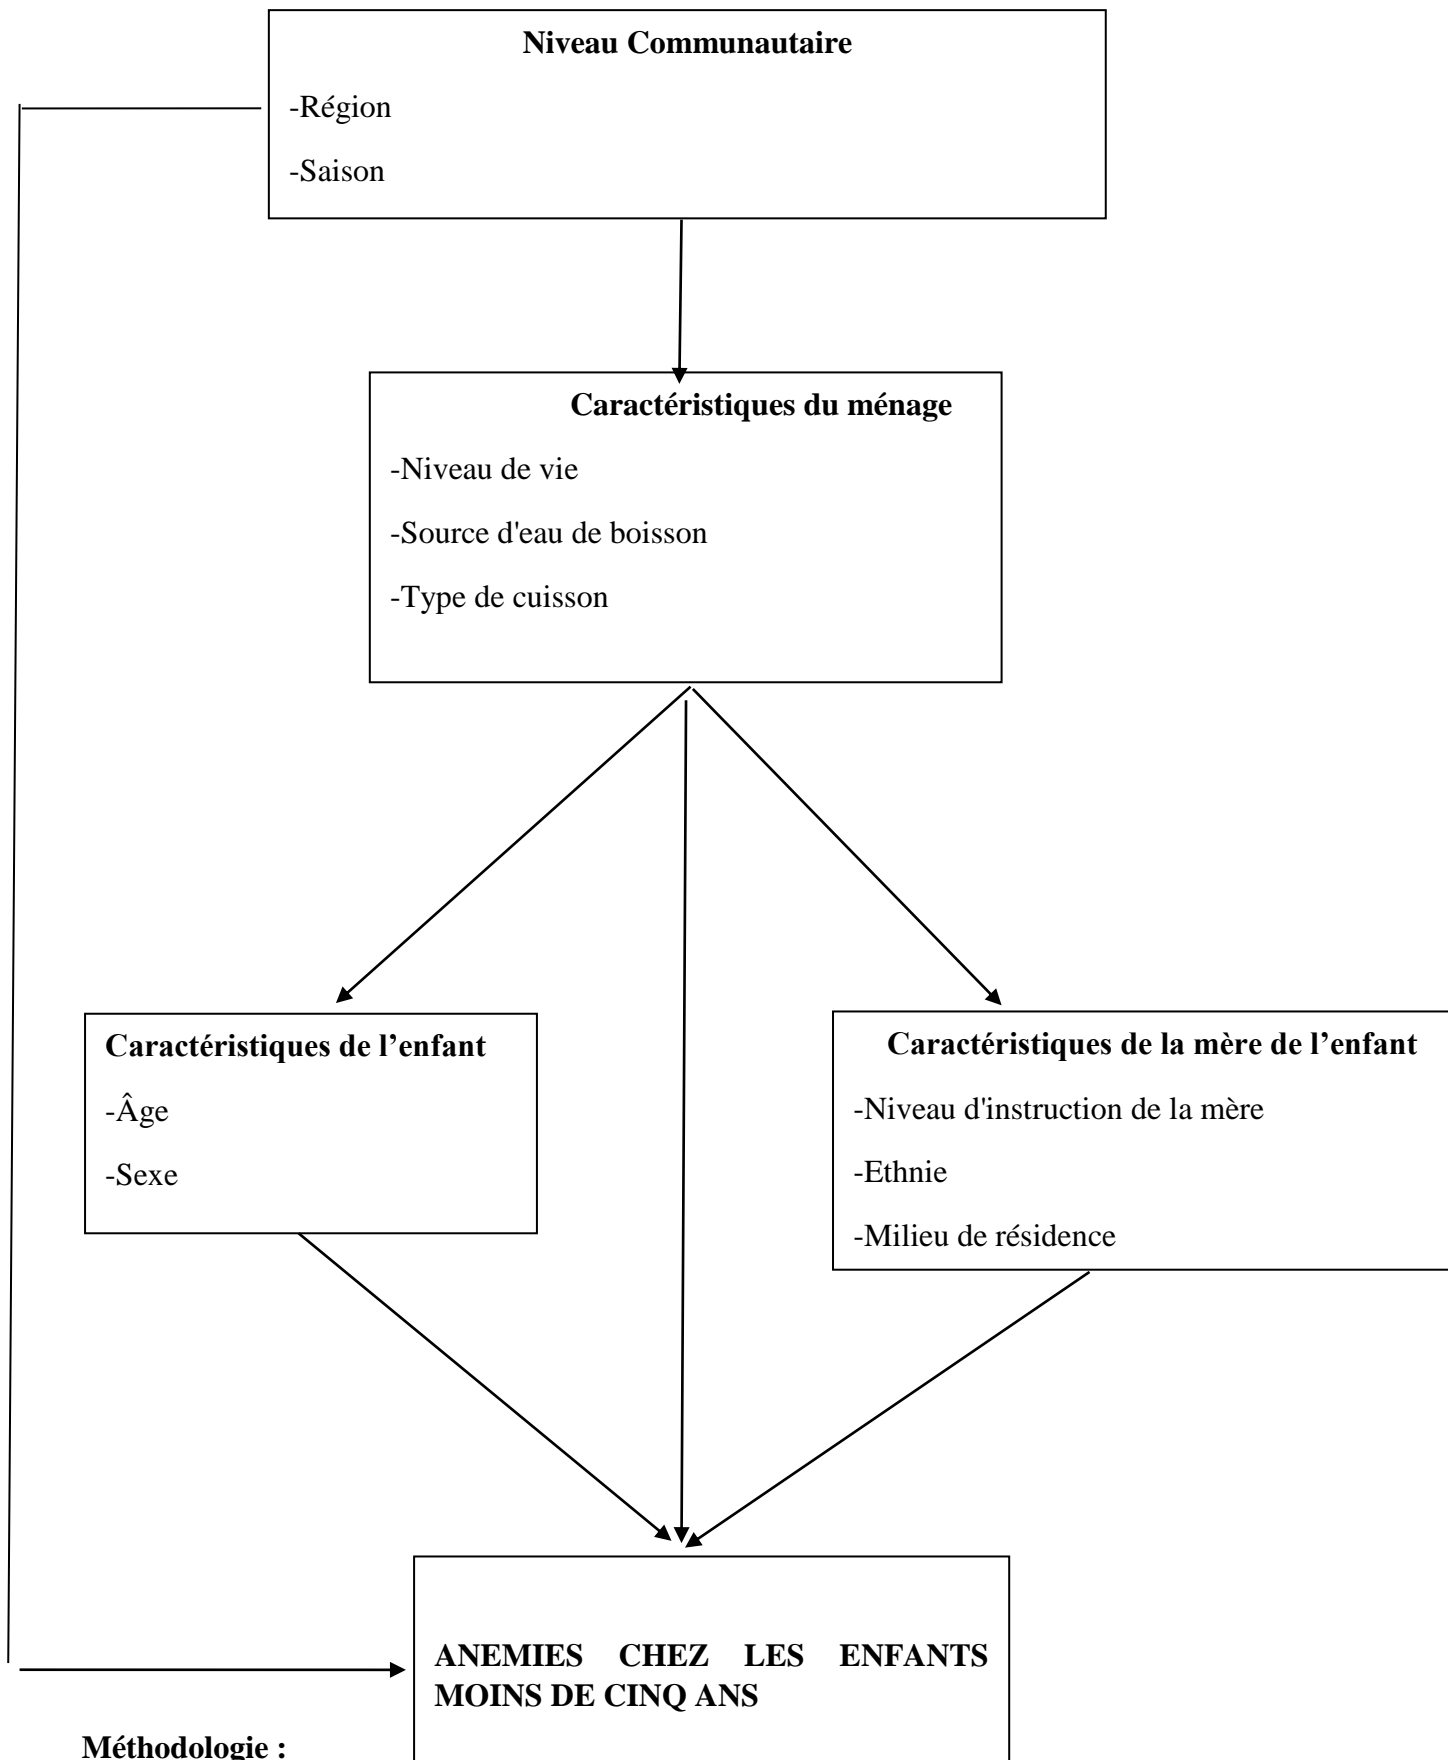 Niveau Communautaire
-Région
-Saison
Caractéristiques du ménage
-Niveau de vie
-Source d'eau de boisson
-Type de cuisson
Caractéristiques de l’enfant
-Âge
-Sexe
Caractéristiques de la mère de l’enfant
-Niveau d'instruction de la mère
-Ethnie
-Milieu de résidence
ANEMIES CHEZ LES ENFANTS
MOINS DE CINQ ANS
Méthodologie :